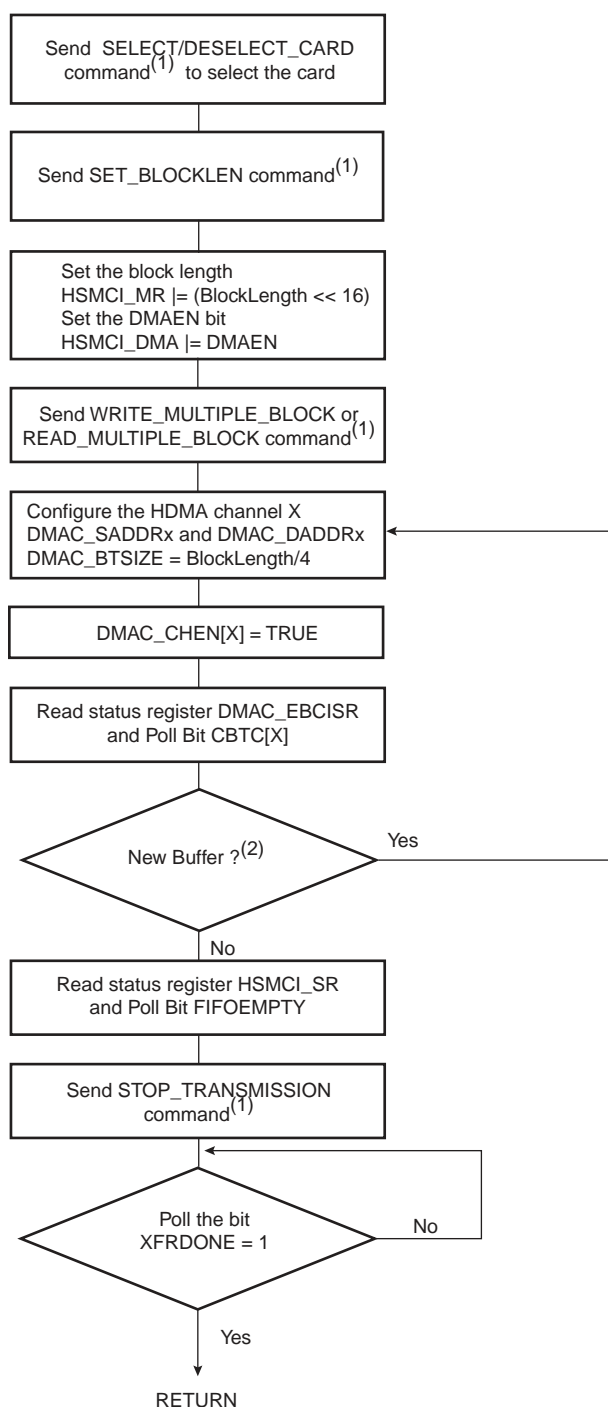 Send SELECT/DESELECT_CARD
command(1) to select the card
Send SET_BLOCKLEN command(1)
Set the block length
HSMCI_MR |= (BlockLength << 16)
Set the DMAEN bit
HSMCI_DMA |= DMAEN
Send WRITE_MULTIPLE_BLOCK or
READ_MULTIPLE_BLOCK command(1)
Configure the HDMA channel X
DMAC_SADDRx and DMAC_DADDRx
DMAC_BTSIZE = BlockLength/4
DMAC_CHEN[X] = TRUE
Read status register DMAC_EBCISR
and Poll Bit CBTC[X]
New Buffer ?(2)
Yes
No
Read status register HSMCI_SR
and Poll Bit FIFOEMPTY
Send STOP_TRANSMISSION
command(1)
Poll the bit
XFRDONE = 1
No
Yes
RETURN